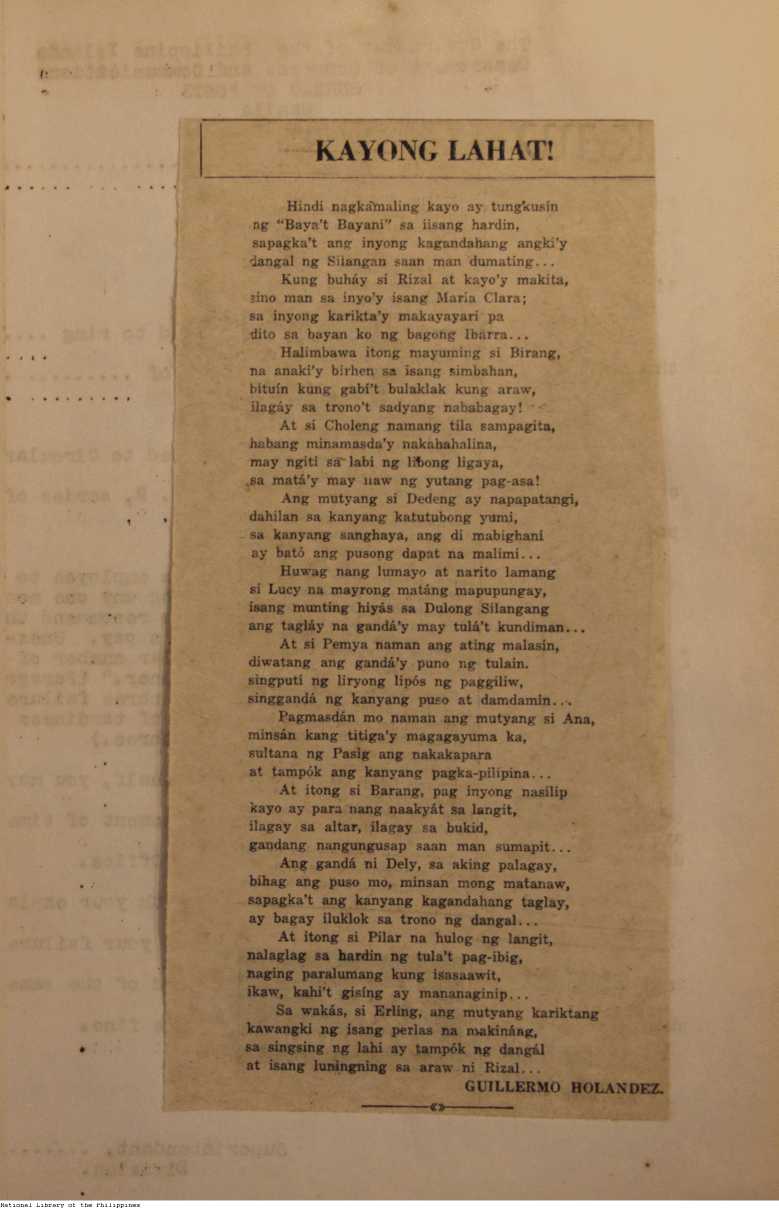 KAYONG LAHAT!
Hindi nagkamaling kayo ay tungkusin
ng "Baya't Bayani" sa iisang hardin,
sapagka't ang inyong kagandahang angki'y
dangal ng Silangan saan man dumating...
Kung buháy si Rizal at kayo'y makita,
sino man sa inyo'y isang Maria Clara;
sa inyong karikta'y makayayari pa
dito sa bayan ko ng bagong Ibarra...
Halimbawa itong mayuming si Birang,
na anaki'y birhen sa isang simbahan,
bituín kung gabí't bulaklak kung araw,
ilagáy sa trono't sadyang nababagay!
At si Choleng namang tila sampagita,
habang minamasda'y nakahahalina,
may ngiti sa labi ng libong ligaya,
sa matá'y may ilaw ng yutang pag-asa!
Ang mutyang si Dedeng ay napapatangi,
dahilan sa kanyang katutubong yumi,
sa kanyang sanghaya, ang di mabighani
ay bató ang pusong dapat na malimi...
Huwag nang lumayo at narito lamang
si Lucy na mayrong matáng mapupungay,
isang munting hiyás sa Dulong Silangang
ang tagláy na gandá'y may tulá't kundiman...
At si Pemya naman ang ating malasin,
diwatang ang gandá'y puno ng tulain.
singputi ng liryong lipós ng paggiliw,
singgandá ng kanyang puso at damdamin...
Pagmasdán mo naman ang mutyang si Ana,
minsán kang titiga'y magagayuma ka,
sultana ng Pasig ang nakakapara
at tampók ang kanyang pagka-pilipina...
At itong si Barang, pag inyong nasilip
kayo ay para nang naakyát sa langit,
ilagay sa altar, ilagay sa bukid,
gandang nangungusap saan man sumapit...
Ang gandá ni Dely, sa aking palagay,
bihag ang puso mo, minsan mong matanaw,
sapagka't ang kanyang kagandahang taglay,
ay bagay iluklok sa trono ng dangal...
At itong si Pilar na hulog ng langit,
nalaglag sa hardin ng tula't pag-ibig,
naging paralumang kung isasaawit,
ikaw, kahi't gisíng ay mananaginip...
Sa wakás, si Erling, ang mutyang kariktang
kawangki ng isang perlas na makináng,
sa singsing ng lahi ay tampók ng dangál
at isang luningning sa araw ni Rizal...
GUILLERMO HOLANDEZ.
National Library of the Philippines